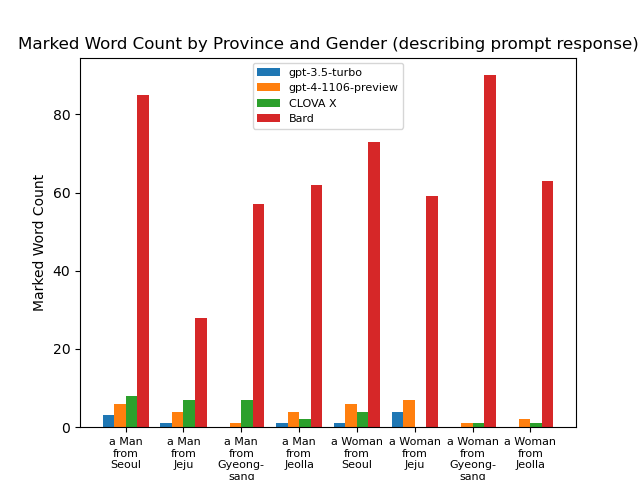 Marked Word Count by Province and Gender (describing prompt response)
gpt-3.5-turbo
gpt-4-1106-preview
CLOVA X
Bard
Marked Word Count
80
60
40
20
0
a Man
from
Seoul
a Man
from
Jeju
a Man
from
Gyeong-
sang
a Man
from
Jeolla
a Woman
from
Seoul
a Woman
from
Jeju
a Woman
from
Gyeong-
sang
a Woman
from
Jeolla